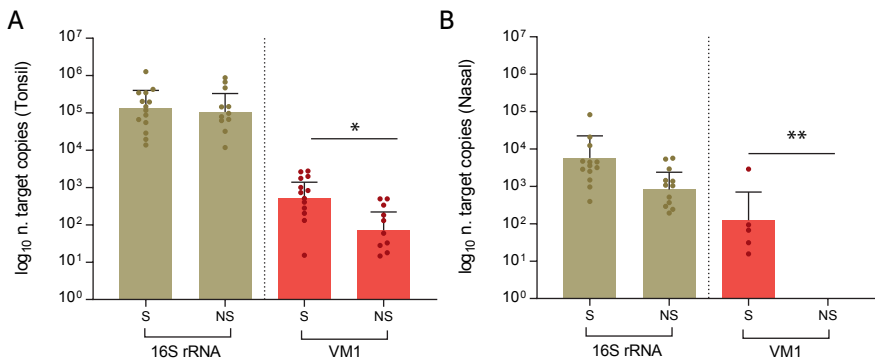 A
log10 n. target copies (Tonsil)
10⁷
10⁶
10⁵
10⁴
10³
10²
10¹
10⁰
*
S
NS
S
NS
16S rRNA
VM1
B
log10 n. target copies (Nasal)
10⁷
10⁶
10⁵
10⁴
10³
10²
10¹
10⁰
**
S
NS
S
NS
16S rRNA
VM1